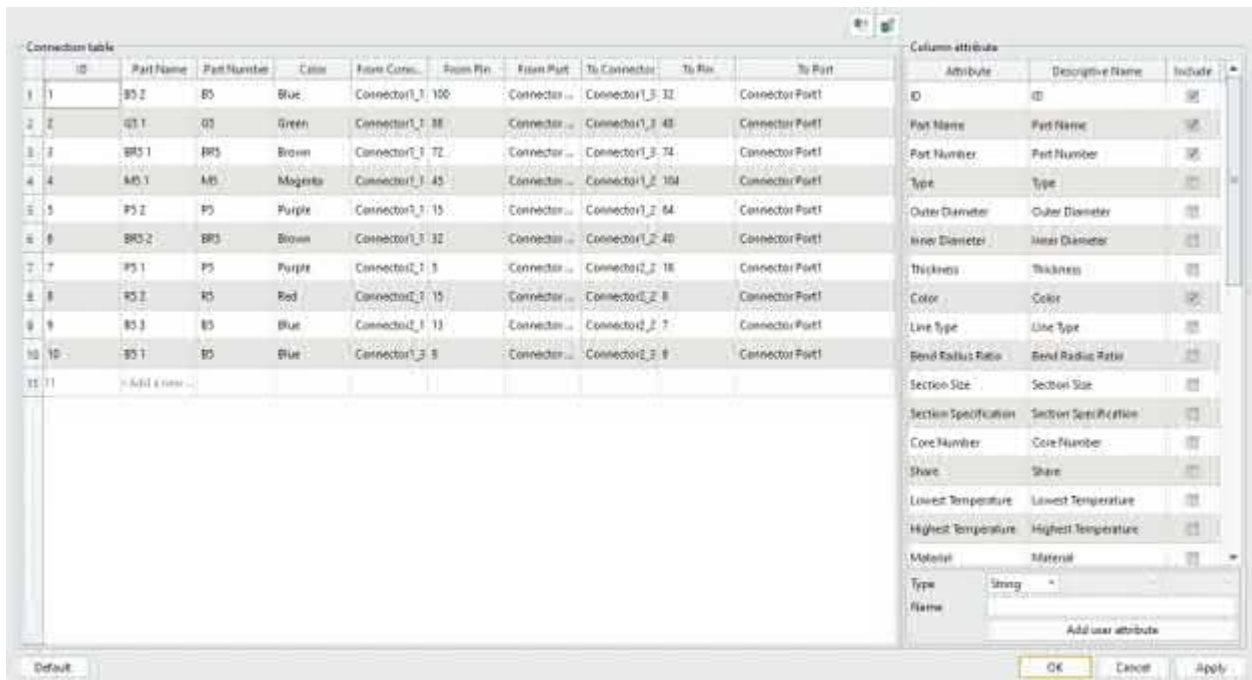 Connection table
ID Part Name Part Number Color From Conn... From Pin From Port To Connector To Pin To Port
1 1 B5 2 B5 Blue Connector1_1 100 Connector ... Connector1_3 32 Connector Port1
2 2 G5 1 G5 Green Connector1_1 Connector ... Connector1_3 Connector Port1
3 3 BR5 1 BR5 Brown Connector1_1 72 Connector ... Connector1_3 74 Connector Port1
4 4 M5 1 M5 Magenta Connector1_1 45 Connector ... Connector1_2 104 Connector Port1
5 5 P5 2 P5 Purple Connector1_1 15 Connector ... Connector1_2 64 Connector Port1
6 6 BR5 2 BR5 Brown Connector1_1 32 Connector ... Connector1_2 40 Connector Port1
7 7 P5 1 P5 Purple Connector2_1 Connector ... Connector2_2 Connector Port1
8 8 R5 2 R5 Red Connector2_1 15 Connector ... Connector2_2 Connector Port1
9 9 B5 3 B5 Blue Connector2_1 13 Connector ... Connector2_2 7 Connector Port1
10 10 B5 1 B5 Blue Connector1_3 Connector ... Connector2_3 Connector Port1
11 11 Add a new ...
Column attribute
Attribute Descriptive Name Include
ID ID
Part Name Part Name
Part Number Part Number
Type Type
Outer Diameter Outer Diameter
Inner Diameter Inner Diameter
Thickness Thickness
Color Color
Line Type Line Type
Bend Radius Ratio Bend Radius Ratio
Section Size Section Size
Section Specification Section Specification
Core Number Core Number
Share Share
Lowest Temperature Lowest Temperature
Highest Temperature Highest Temperature
Material Material
Type String
Name
Add user attribute
Default OK Cancel Apply